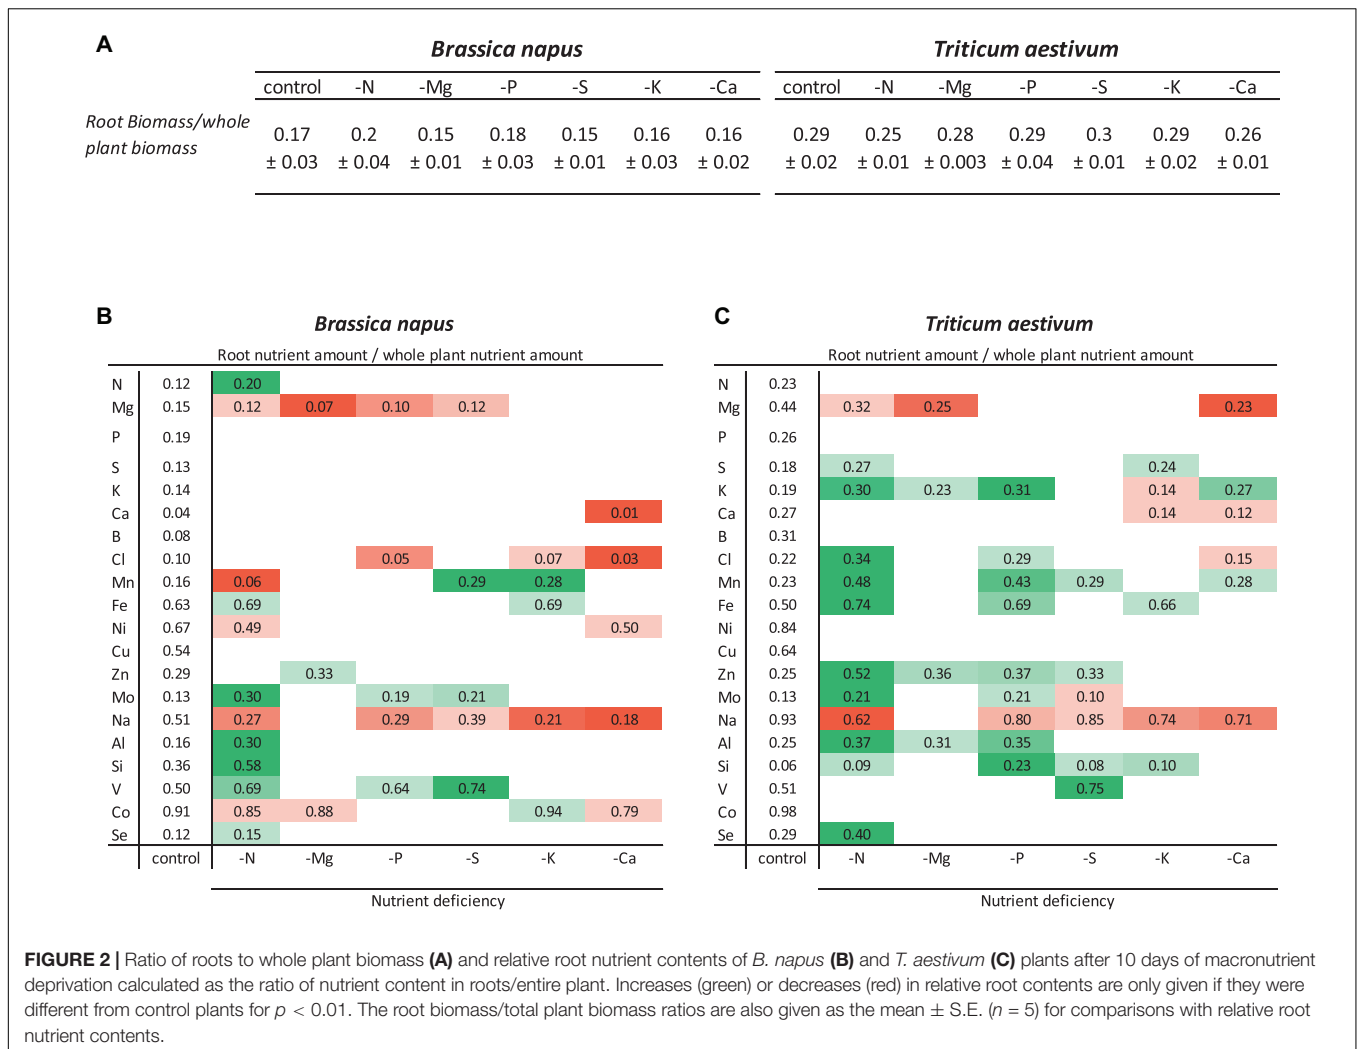 A
Brassica napus Triticum aestivum
control -N -Mg -P -S -K -Ca control -N -Mg -P -S -K -Ca
Root Biomass/whole plant biomass
0.17 0.2 0.15 0.18 0.15 0.16 0.16 0.29 0.25 0.28 0.29 0.3 0.29 0.26
± 0.03 ± 0.04 ± 0.01 ± 0.03 ± 0.01 ± 0.03 ± 0.02 ± 0.02 ± 0.01 ± 0.003 ± 0.04 ± 0.01 ± 0.02 ± 0.01
B
Brassica napus
Root nutrient amount / whole plant nutrient amount
N 0.12 0.20
Mg 0.15 0.12 0.07 0.10 0.12
P 0.19
S 0.13
K 0.14
Ca 0.04 0.01
B 0.08
Cl 0.10 0.05 0.07 0.03
Mn 0.16 0.06 0.29 0.28
Fe 0.63 0.69 0.69
Ni 0.67 0.49 0.50
Cu 0.54
Zn 0.29 0.33
Mo 0.13 0.30 0.19 0.21
Na 0.51 0.27 0.29 0.39 0.21 0.18
Al 0.16 0.30
Si 0.36 0.58
V 0.50 0.69 0.64 0.74
Co 0.91 0.85 0.88 0.94 0.79
Se 0.12 0.15
control -N -Mg -P -S -K -Ca
Nutrient deficiency
C
Triticum aestivum
Root nutrient amount / whole plant nutrient amount
N 0.23
Mg 0.44 0.32 0.25 0.23
P 0.26
S 0.18 0.27 0.24
K 0.19 0.30 0.23 0.31 0.14 0.27
Ca 0.27 0.14 0.12
B 0.31
Cl 0.22 0.34 0.29 0.15
Mn 0.23 0.48 0.43 0.29 0.28
Fe 0.50 0.74 0.69 0.66
Ni 0.84
Cu 0.64
Zn 0.25 0.52 0.36 0.37 0.33
Mo 0.13 0.21 0.21 0.10
Na 0.93 0.62 0.80 0.85 0.74 0.71
Al 0.25 0.37 0.31 0.35
Si 0.06 0.09 0.23 0.08 0.10
V 0.51 0.75
Co 0.98
Se 0.29 0.40
control -N -Mg -P -S -K -Ca
Nutrient deficiency
FIGURE 2 | Ratio of roots to whole plant biomass (A) and relative root nutrient contents of B. napus (B) and T. aestivum (C) plants after 10 days of macronutrient
deprivation calculated as the ratio of nutrient content in roots/entire plant. Increases (green) or decreases (red) in relative root contents are only given if they were
different from control plants for p < 0.01. The root biomass/total plant biomass ratios are also given as the mean ± S.E. (n = 5) for comparisons with relative root
nutrient contents.